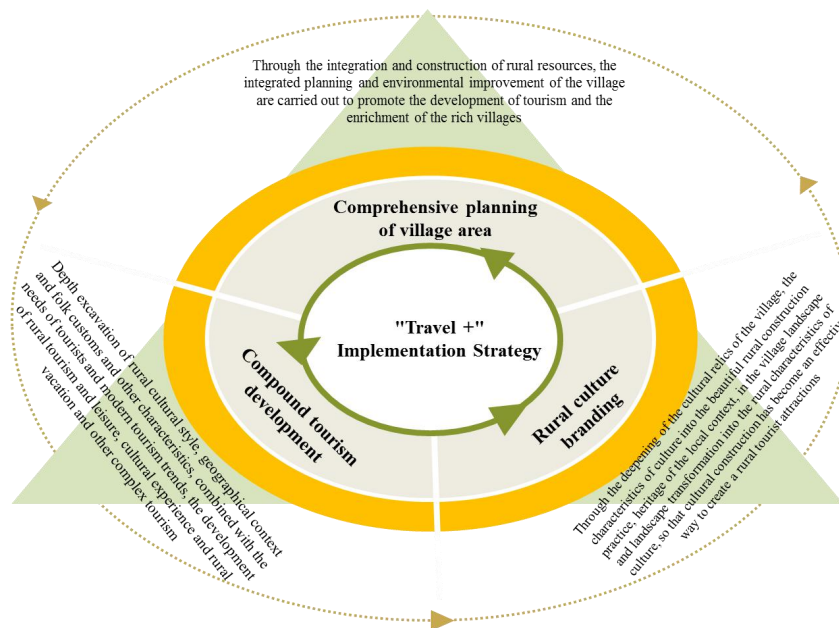 Through the integration and construction of rural resources, the
integrated planning and environmental improvement of the village
are carried out to promote the development of tourism and the
enrichment of the rich villages
Comprehensive planning
of village area
"Travel +"
Implementation Strategy
Compound tourism
development
Rural culture
branding
Depth excavation of rural cultural style, geographical context
and folk customs and other characteristics, combined with the
needs of tourists and modern tourism trends, the development
of rural tourism and leisure, cultural experience and rural
vacation and other complex tourism
Through the deepening of the cultural relics of the village, the
characteristics of culture into the beautiful rural construction
practice, heritage of the local context, in the village landscape
and landscape transformation into the rural characteristics of
culture, so that cultural construction has become an effective
way to create a rural tourist attractions